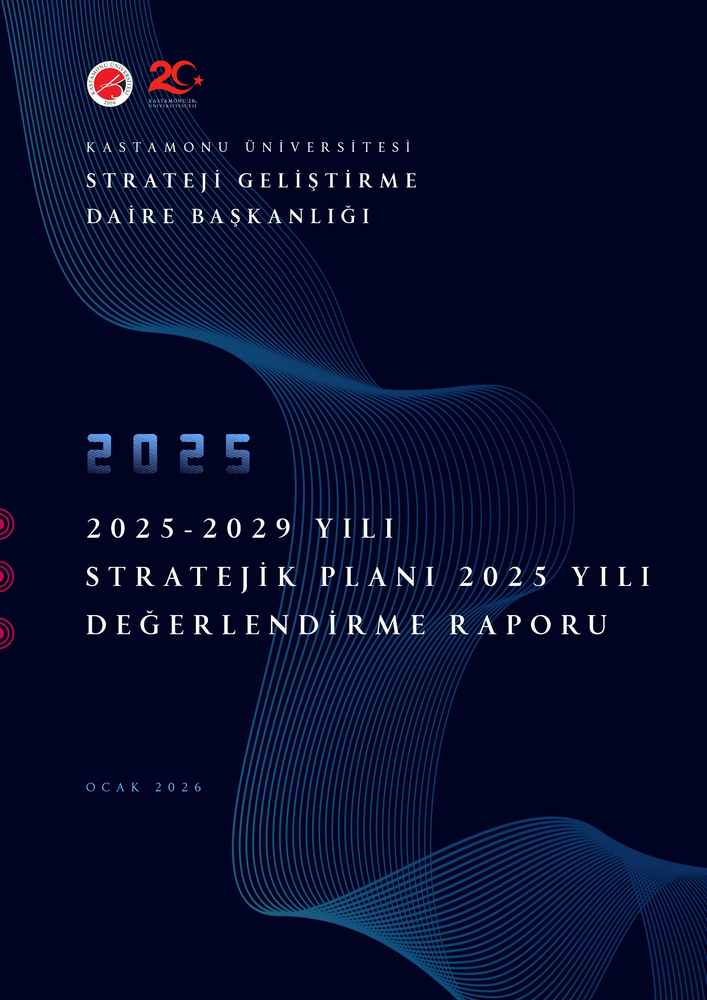 KASTAMONU ÜNİVERSİTESİ
2006
20
KASTAMONU 20.
ÜNİVERSİTESİ YIL
KASTAMONU ÜNİVERSİTESİ
STRATEJİ GELİŞTİRME
DAİRE BAŞKANLIĞI
2025
2025-2029 YILI
STRATEJİK PLANI 2025 YILI
DEĞERLENDİRME RAPORU
OCAK 2026